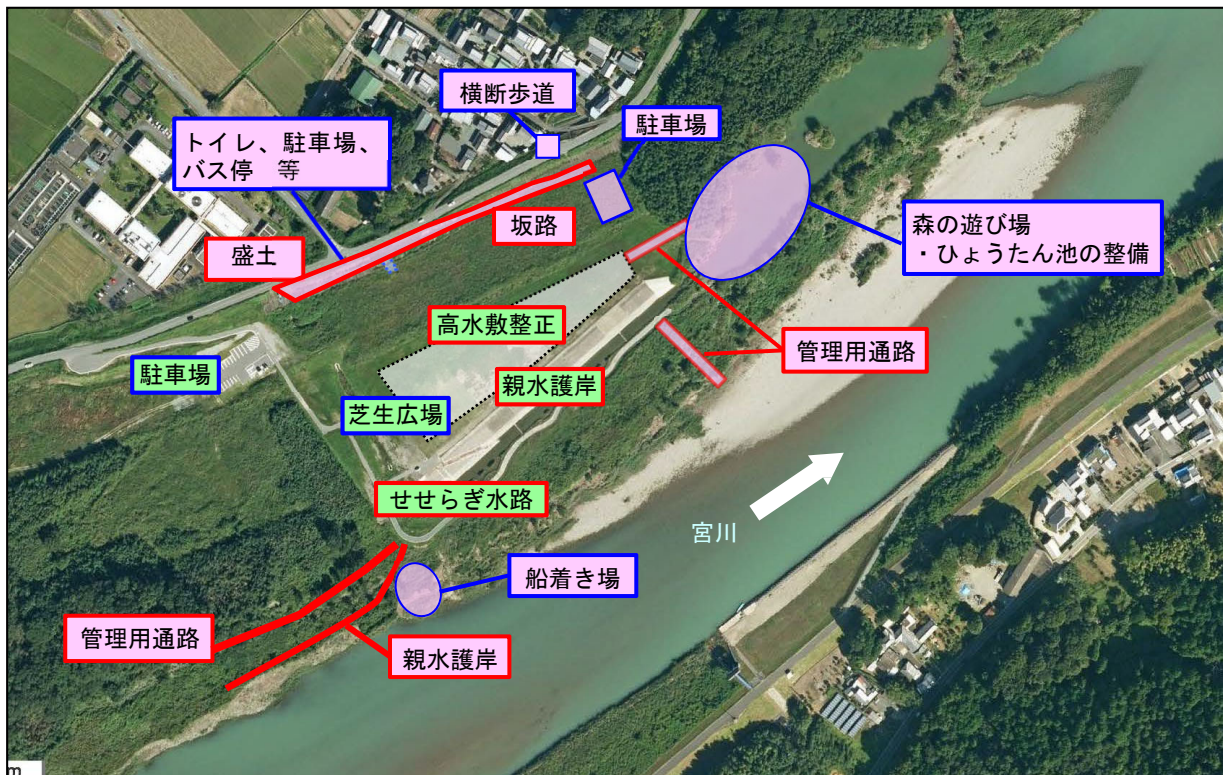 横断歩道
駐車場
トイレ、駐車場、
バス停　等
坂路
盛土
森の遊び場
・ひょうたん池の整備
高水敷整正
管理用通路
駐車場
親水護岸
芝生広場
せせらぎ水路
宮川
船着き場
管理用通路
親水護岸
m